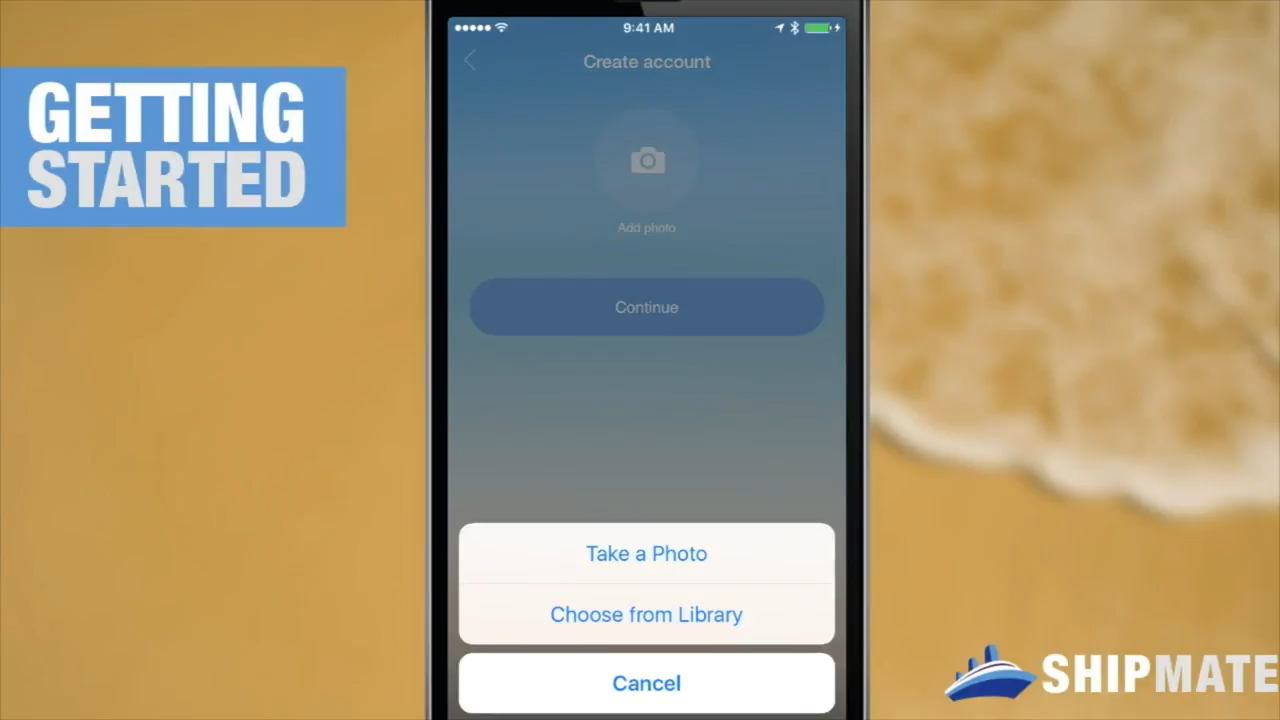 GETTING
STARTED
9:41 AM
Create account
Add photo
Continue
Take a Photo
Choose from Library
Cancel
SHIPMATE